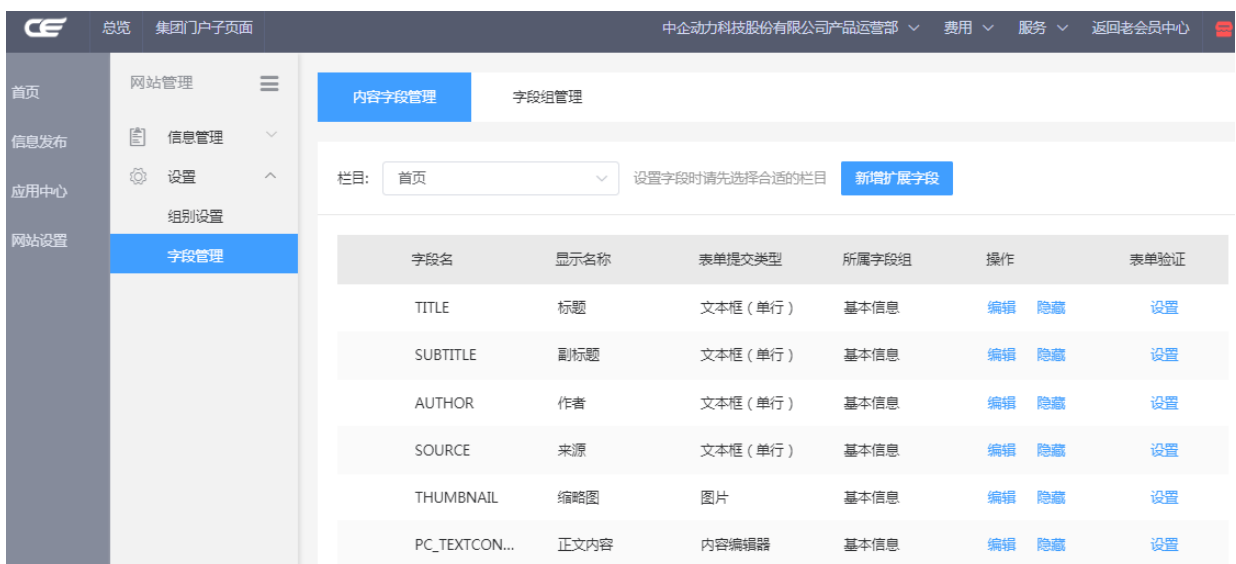 CE 总览 集团门户子页面 中企动力科技股份有限公司产品运营部 费用 服务 返回老会员中心
首页
信息发布
应用中心
网站设置
网站管理
信息管理
设置
组别设置
字段管理
内容字段管理 字段组管理
栏目: 首页 设置字段时请先选择合适的栏目 新增扩展字段
字段名 显示名称 表单提交类型 所属字段组 操作 表单验证
TITLE 标题 文本框（单行） 基本信息 编辑 隐藏 设置
SUBTITLE 副标题 文本框（单行） 基本信息 编辑 隐藏 设置
AUTHOR 作者 文本框（单行） 基本信息 编辑 隐藏 设置
SOURCE 来源 文本框（单行） 基本信息 编辑 隐藏 设置
THUMBNAIL 缩略图 图片 基本信息 编辑 隐藏 设置
PC_TEXTCON... 正文内容 内容编辑器 基本信息 编辑 隐藏 设置